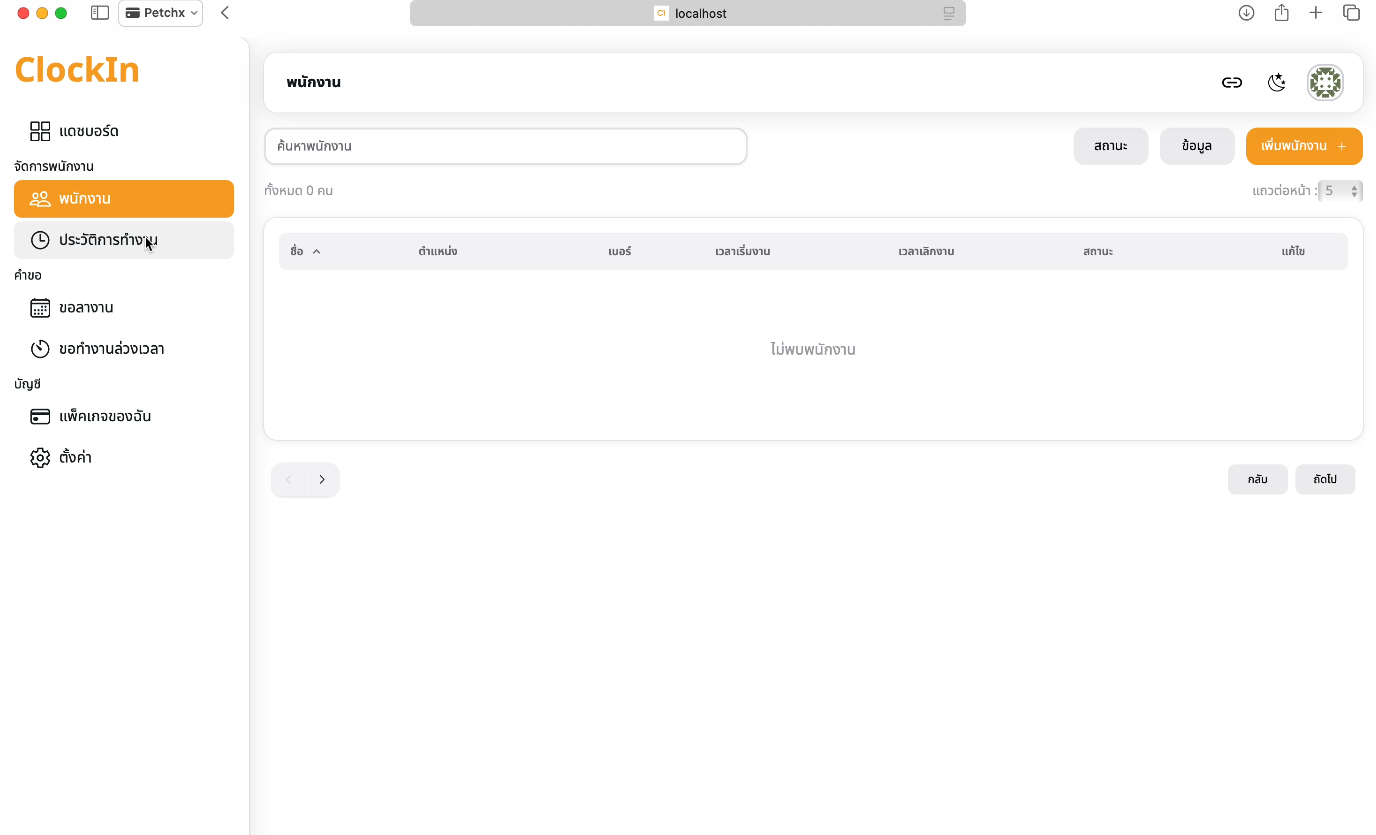 Petchx
CI localhost
ClockIn
แดชบอร์ด
จัดการพนักงาน
พนักงาน
ประวัติการทำงาน
คำขอ
ขอลางาน
ขอทำงานล่วงเวลา
บัญชี
แพ็คเกจของฉัน
ตั้งค่า
พนักงาน
ค้นหาพนักงาน
สถานะ
ข้อมูล
เพิ่มพนักงาน +
ทั้งหมด 0 คน
แถวต่อหน้า : 5
ชื่อ ตำแหน่ง เบอร์ เวลาเริ่มงาน เวลาเลิกงาน สถานะ แก้ไข
ไม่พบพนักงาน
กลับ
ถัดไป